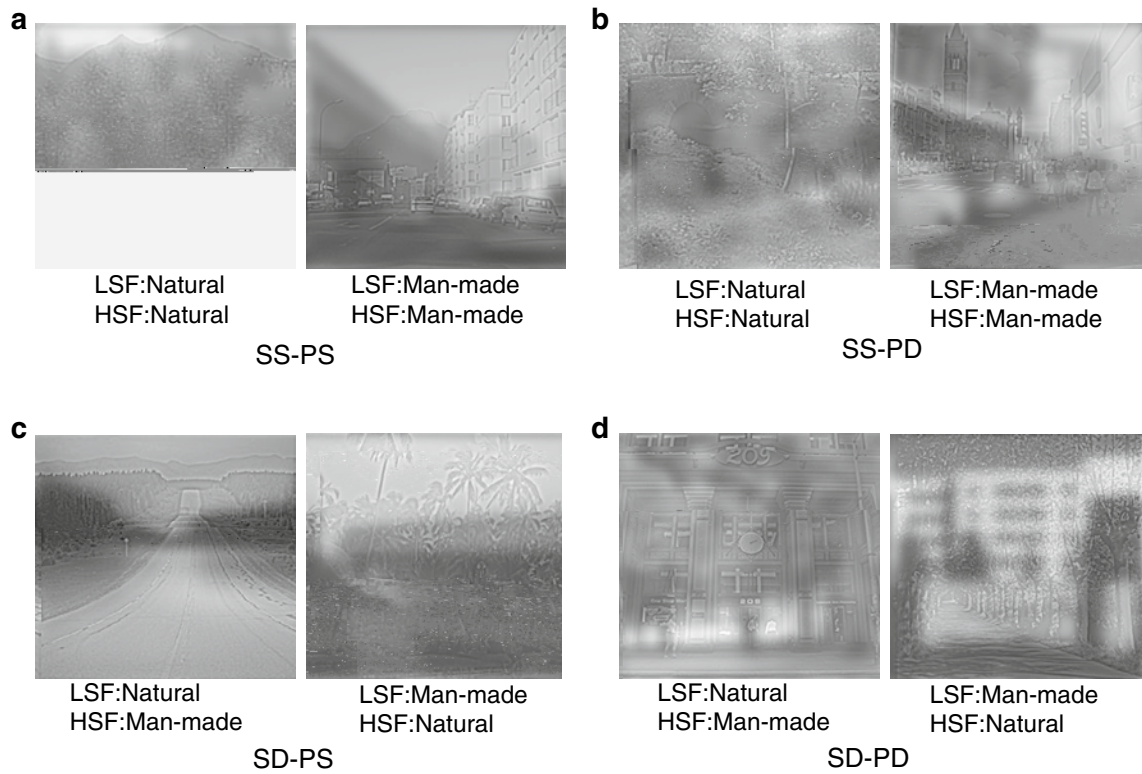 a
b
LSF:Natural
HSF:Natural
LSF:Man-made
HSF:Man-made
SS-PS
LSF:Natural
HSF:Natural
LSF:Man-made
HSF:Man-made
SS-PD
c
d
209
LSF:Natural
HSF:Man-made
LSF:Man-made
HSF:Natural
SD-PS
LSF:Natural
HSF:Man-made
LSF:Man-made
HSF:Natural
SD-PD